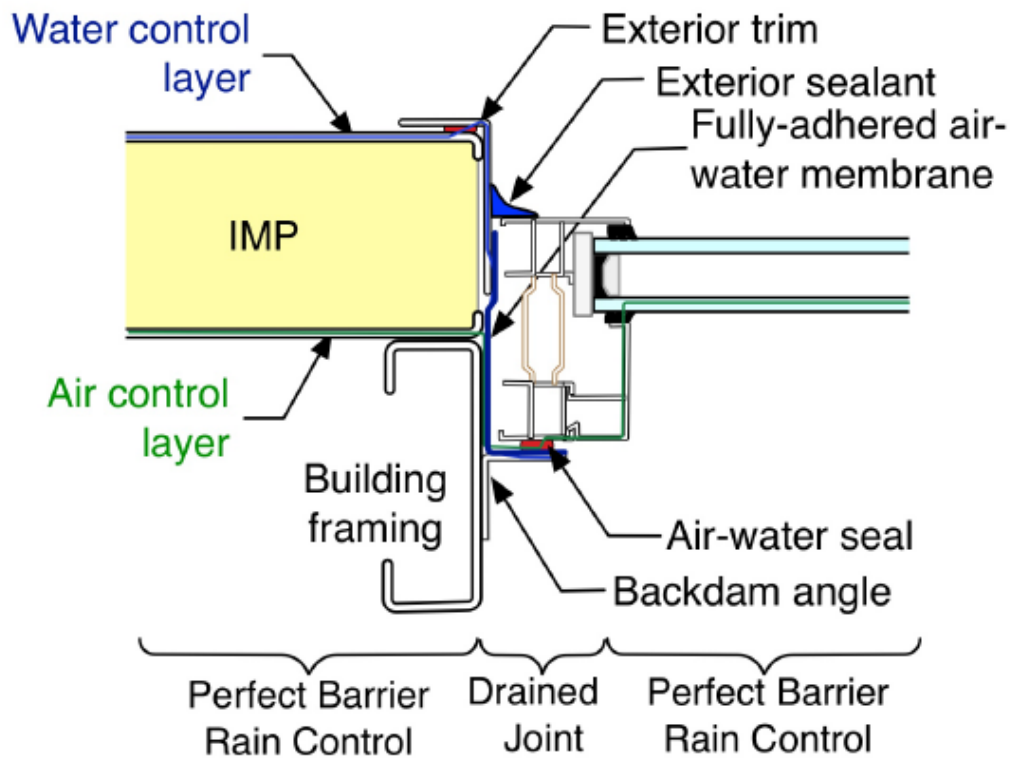 Water control
layer
Exterior trim
Exterior sealant
Fully-adhered air-
water membrane
IMP
Air control
layer
Building
framing
Air-water seal
Backdam angle
Perfect Barrier
Rain Control
Drained
Joint
Perfect Barrier
Rain Control